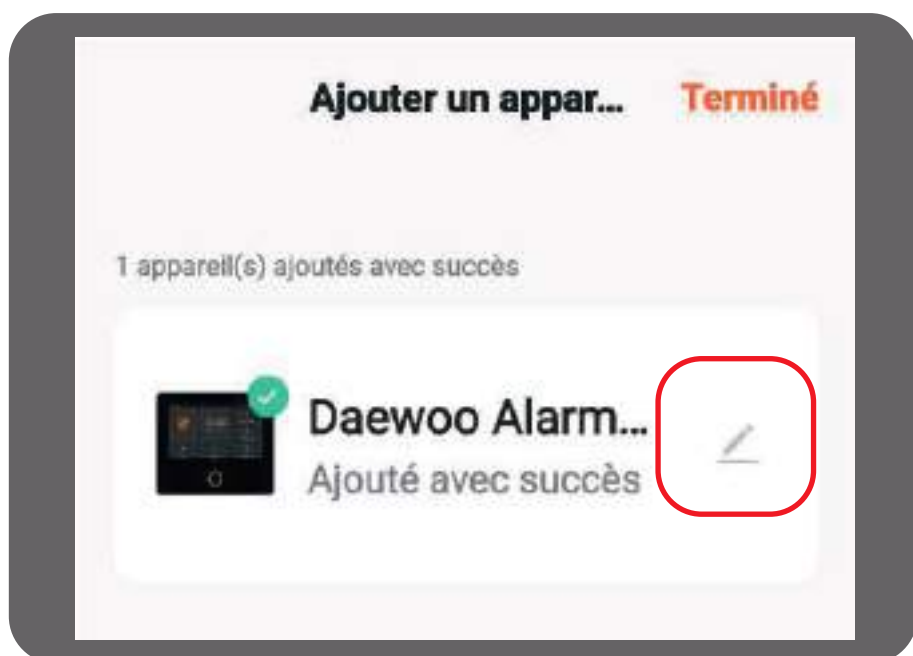 Ajouter un appar... Terminé
1 appareil(s) ajoutés avec succès
Daewoo Alarm...
Ajouté avec succès